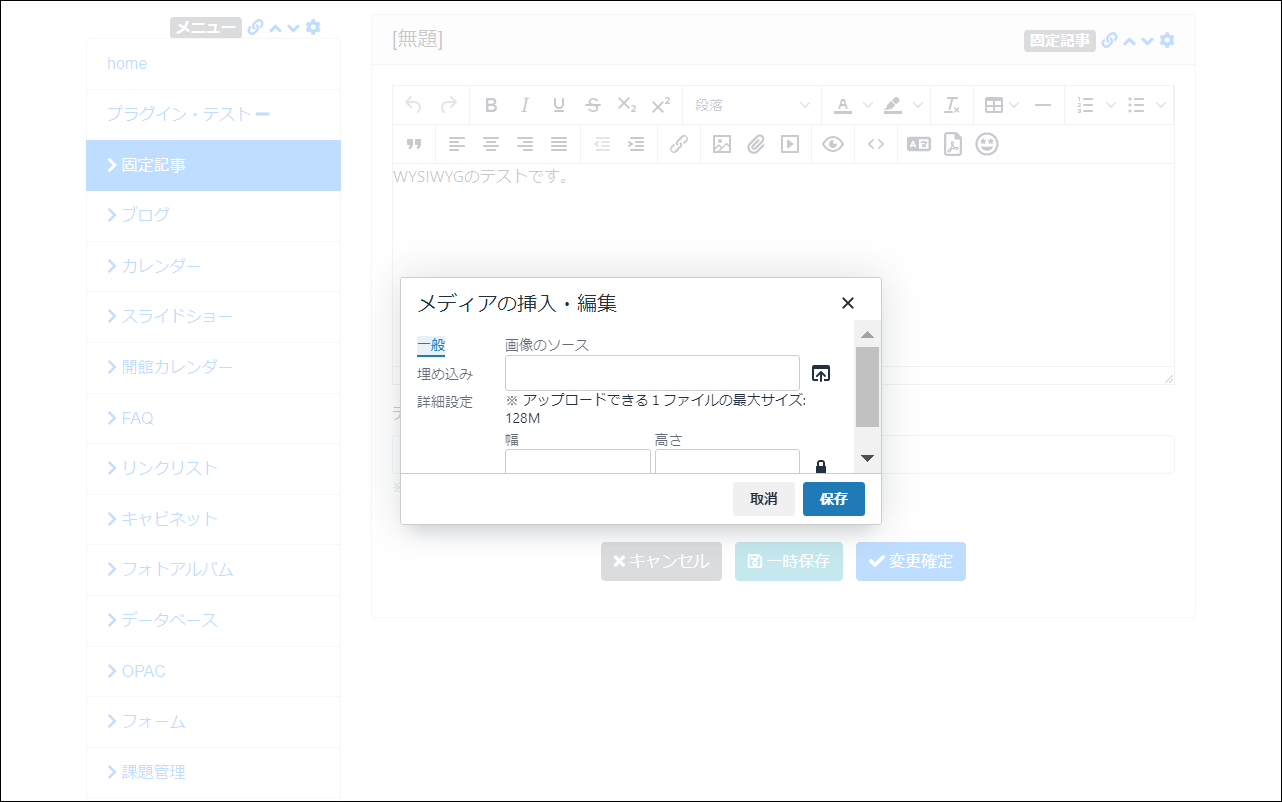 メニュー
home
プラグイン・テスト
固定記事
ブログ
カレンダー
スライドショー
開館カレンダー
FAQ
リンクリスト
キャビネット
フォトアルバム
データベース
OPAC
フォーム
課題管理
[無題]
固定記事
段落
WYSIWYGのテストです。
メディアの挿入・編集
一般
埋め込み
詳細設定
画像のソース
※ アップロードできる 1 ファイルの最大サイズ:
128M
幅
高さ
取消
保存
キャンセル
一時保存
変更確定